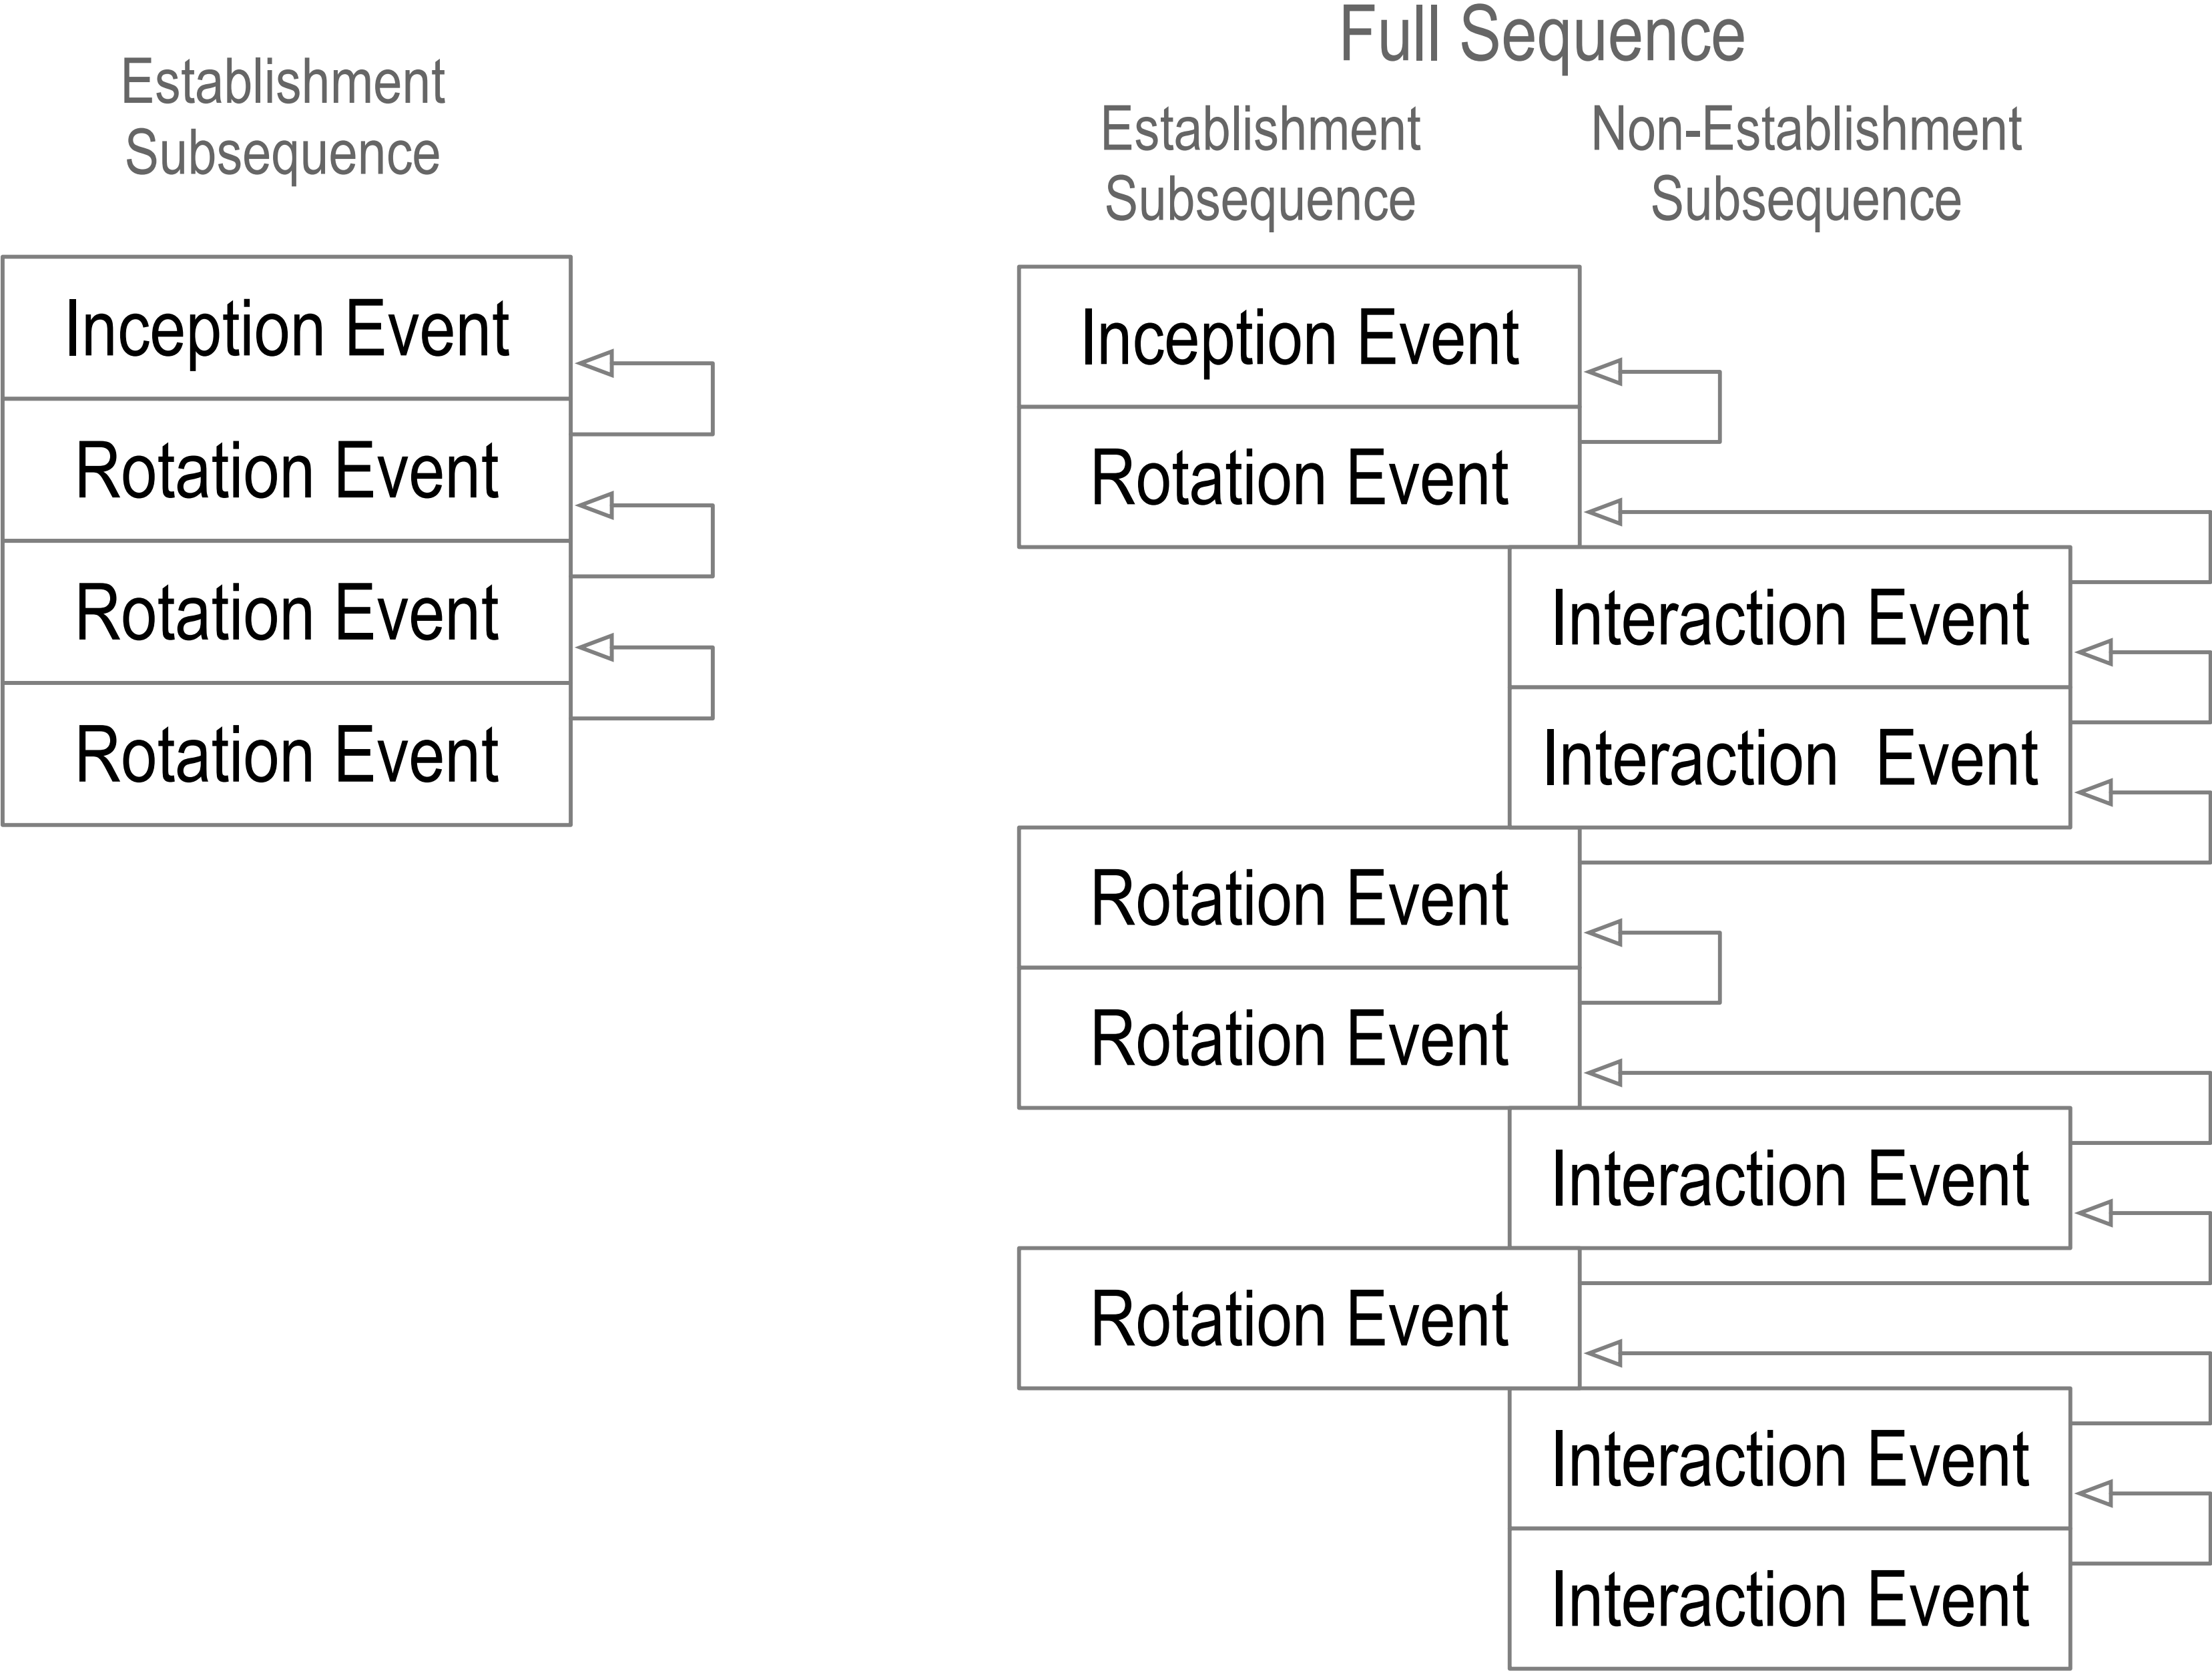 Establishment
Subsequence
Inception Event
Rotation Event
Rotation Event
Rotation Event
Full Sequence
Establishment
Subsequence
Non-Establishment
Subsequence
Inception Event
Rotation Event
Interaction Event
Interaction Event
Rotation Event
Rotation Event
Interaction Event
Rotation Event
Interaction Event
Interaction Event